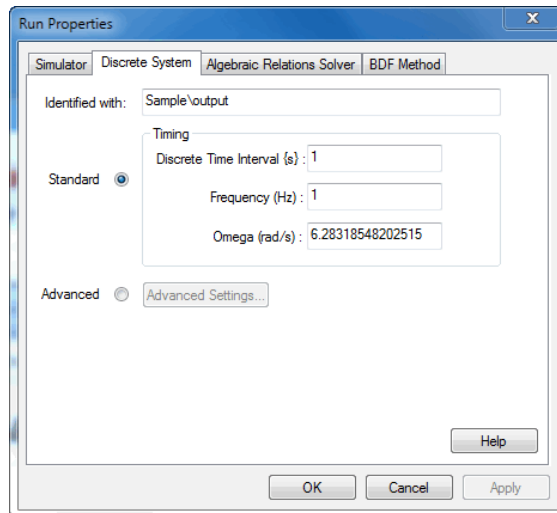 Run Properties
x
Simulator Discrete System Algebraic Relations Solver BDF Method
Identified with: Sample\output
Timing
Discrete Time Interval {s} : 1
Standard
Frequency (Hz) : 1
Omega (rad/s) : 6.28318548202515
Advanced Advanced Settings...
Help
OK Cancel Apply